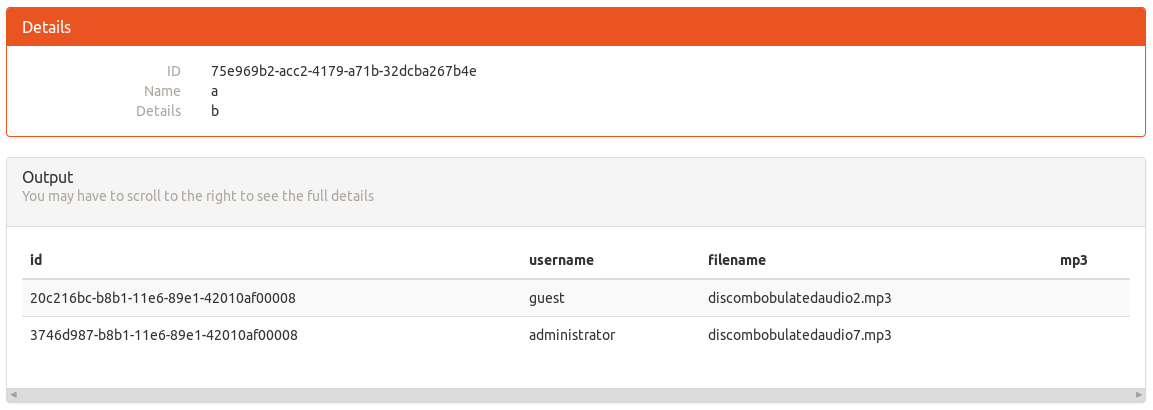 Details
ID 75e969b2-acc2-4179-a71b-32dcba267b4e
Name a
Details b
Output
You may have to scroll to the right to see the full details
id username filename mp3
20c216bc-b8b1-11e6-89e1-42010af00008 guest discombobulatedaudio2.mp3
3746d987-b8b1-11e6-89e1-42010af00008 administrator discombobulatedaudio7.mp3